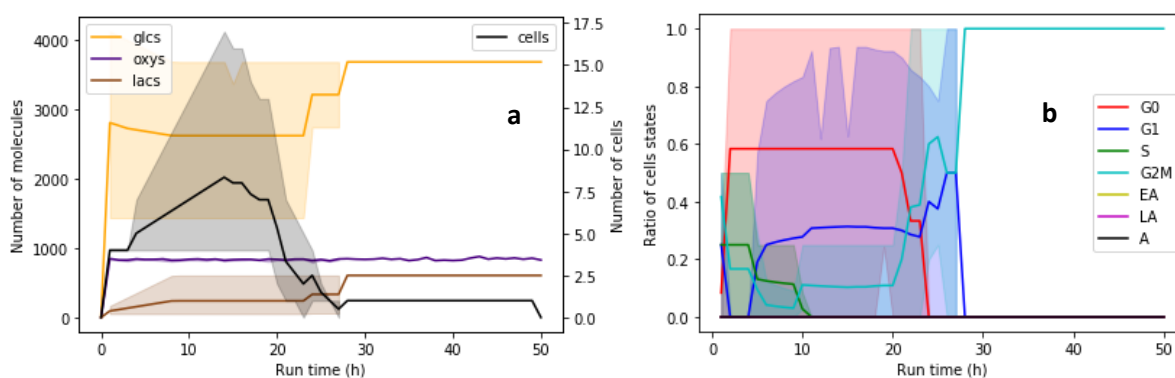 glcs
oxys
lacs
cells
a
Number of molecules
4000
3000
2000
1000
0
Number of cells
17.5
15.0
12.5
10.0
7.5
5.0
2.5
0.0
0 10 20 30 40 50
Run time (h)
b
Ratio of cells states
1.0
0.8
0.6
0.4
0.2
0.0
G0
G1
S
G2M
EA
LA
A
0 10 20 30 40 50
Run time (h)